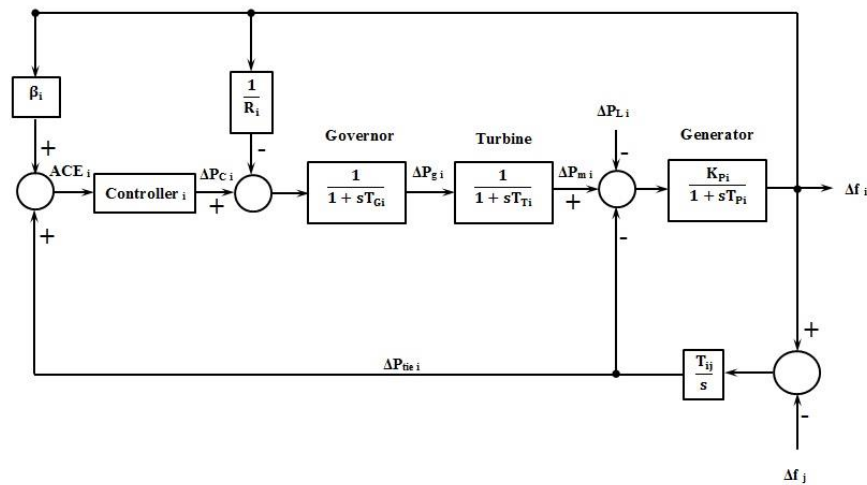 βi
+
ACE i
+
Controller i
ΔPC i
+
1
Ri
-
Governor
1
1 + sTGi
ΔPg i
Turbine
1
1 + sTTi
ΔPm i
+
ΔPL i
-
-
Generator
KPi
1 + sTPi
Δf i
+
ΔPtie i
Tij
s
-
Δf j